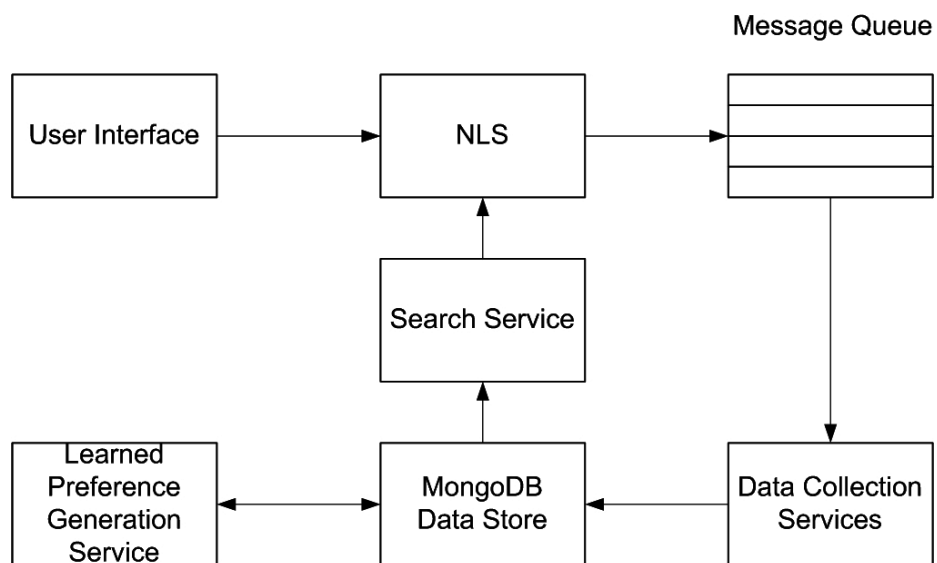 Message Queue
User Interface
NLS
Search Service
Learned
Preference
Generation
Service
MongoDB
Data Store
Data Collection
Services